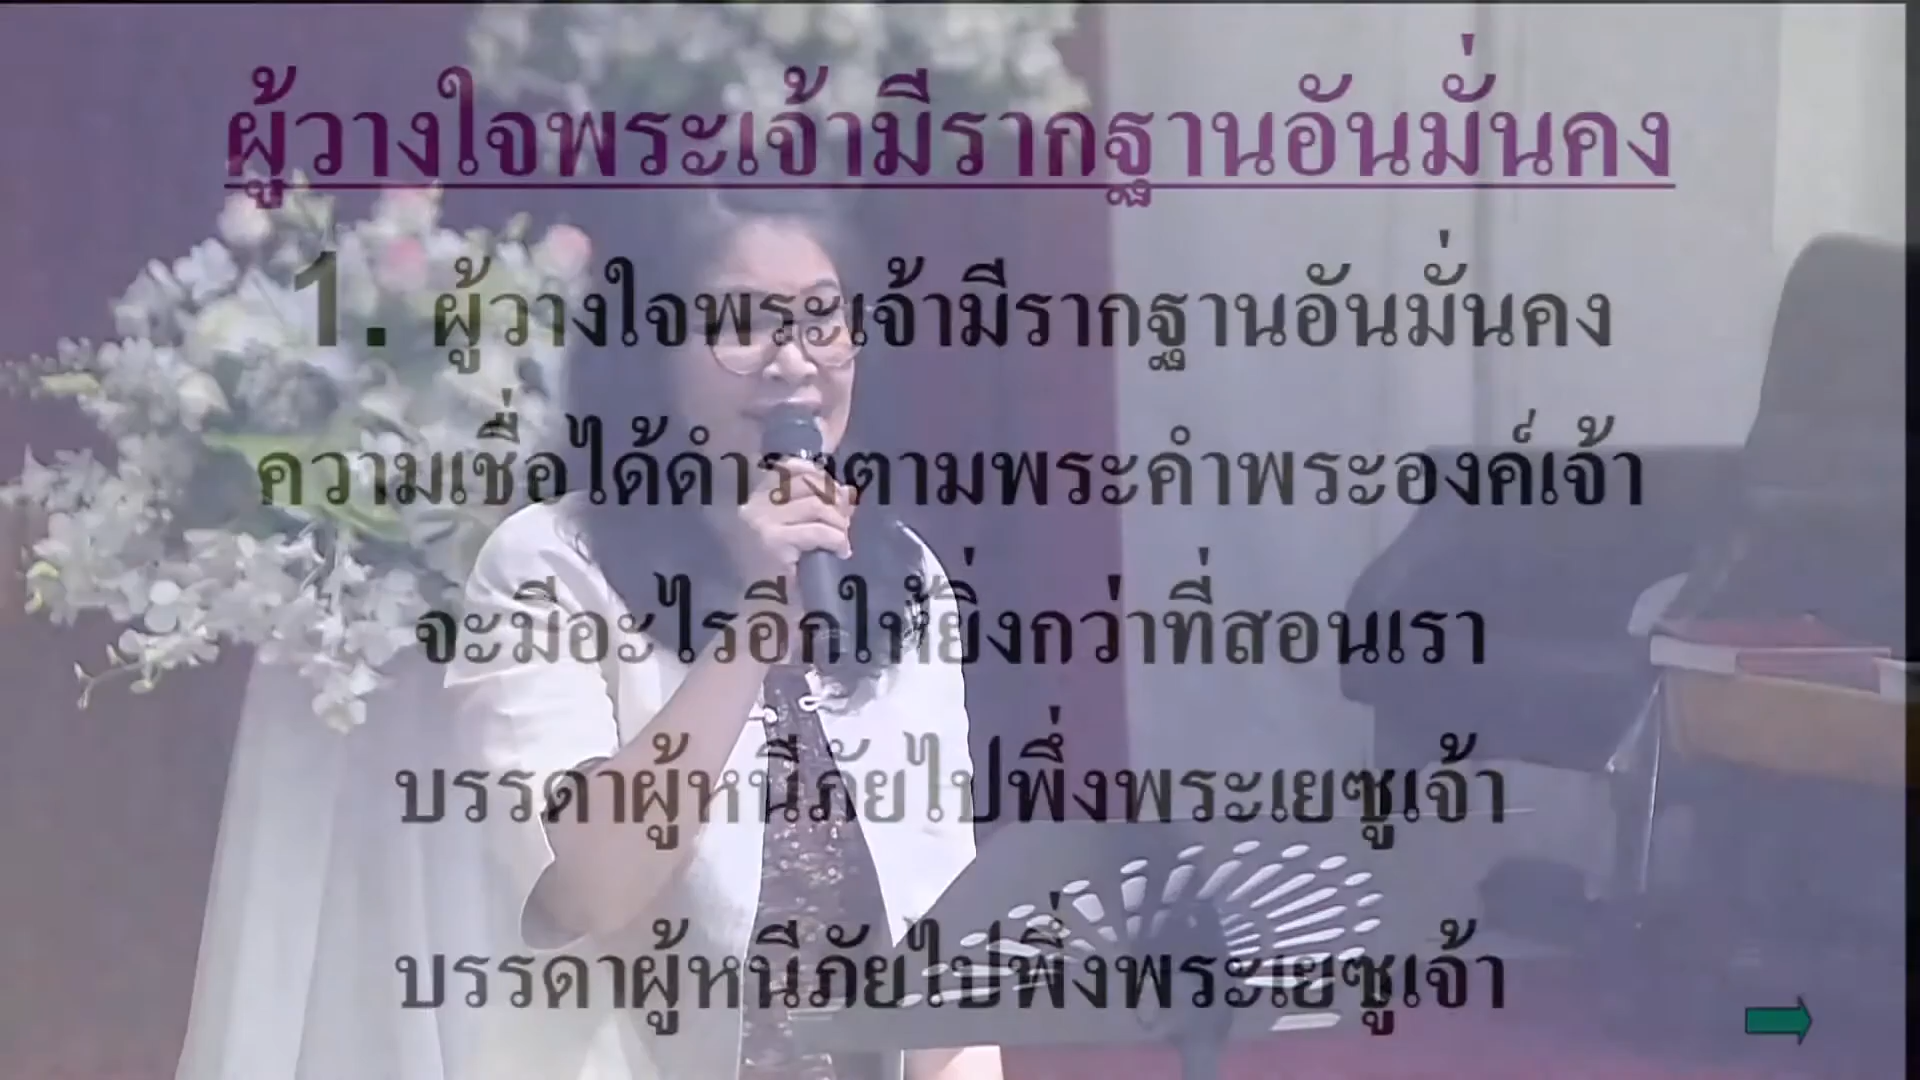 ผู้วางใจพระเจ้ามีรากฐานอันมั่นคง
1. ผู้วางใจพระเจ้ามีรากฐานอันมั่นคง
ความเชื่อได้ดำรงตามพระคำพระองค์เจ้า
จะมีอะไรอีกให้ยิ่งกว่าที่สอนเรา
บรรดาผู้หนีภัยไปพึ่งพระเยซูเจ้า
บรรดาผู้หนีภัยไปพึ่งพระเยซูเจ้า